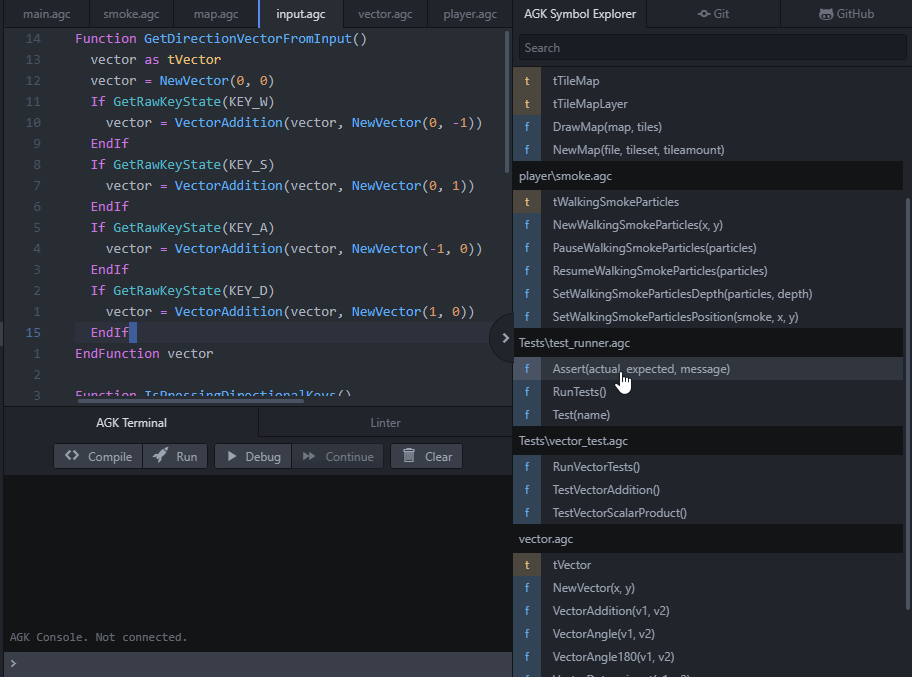 main.agc smoke.agc map.agc input.agc vector.agc player.agc
14 Function GetDirectionVectorFromInput()
13 vector as tVector
12 vector = NewVector(0, 0)
11 If GetRawKeyState(KEY_W)
10 vector = VectorAddition(vector, NewVector(0, -1))
9 EndIf
8 If GetRawKeyState(KEY_S)
7 vector = VectorAddition(vector, NewVector(0, 1))
6 EndIf
5 If GetRawKeyState(KEY_A)
4 vector = VectorAddition(vector, NewVector(-1, 0))
3 EndIf
2 If GetRawKeyState(KEY_D)
1 vector = VectorAddition(vector, NewVector(1, 0))
15 EndIf
1 EndFunction vector
2
3 Function IsPressingDirectionalKeys()
AGK Terminal Linter
Compile Run Debug Continue Clear
AGK Console. Not connected.
>
AGK Symbol Explorer Git GitHub
Search
t tTileMap
t tTileMapLayer
f DrawMap(map, tiles)
f NewMap(file, tileset, tileamount)
player\smoke.agc
t tWalkingSmokeParticles
f NewWalkingSmokeParticles(x, y)
f PauseWalkingSmokeParticles(particles)
f ResumeWalkingSmokeParticles(particles)
f SetWalkingSmokeParticlesDepth(particles, depth)
f SetWalkingSmokeParticlesPosition(smoke, x, y)
Tests\test_runner.agc
f Assert(actual, expected, message)
f RunTests()
f Test(name)
Tests\vector_test.agc
f RunVectorTests()
f TestVectorAddition()
f TestVectorScalarProduct()
vector.agc
t tVector
f NewVector(x, y)
f VectorAddition(v1, v2)
f VectorAngle(v1, v2)
f VectorAngle180(v1, v2)